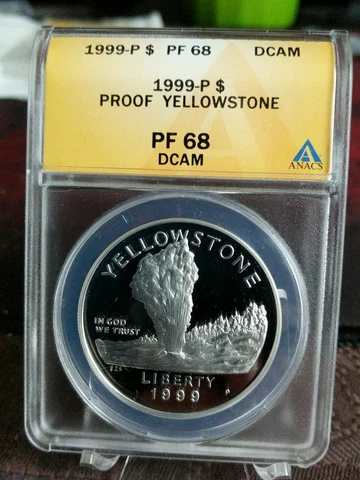 1999-P $ PF 68 DCAM
1999-P $
PROOF YELLOWSTONE
PF 68
DCAM
ANACS
YELLOWSTONE
IN GOD
WE TRUST
LIBERTY
1999
P